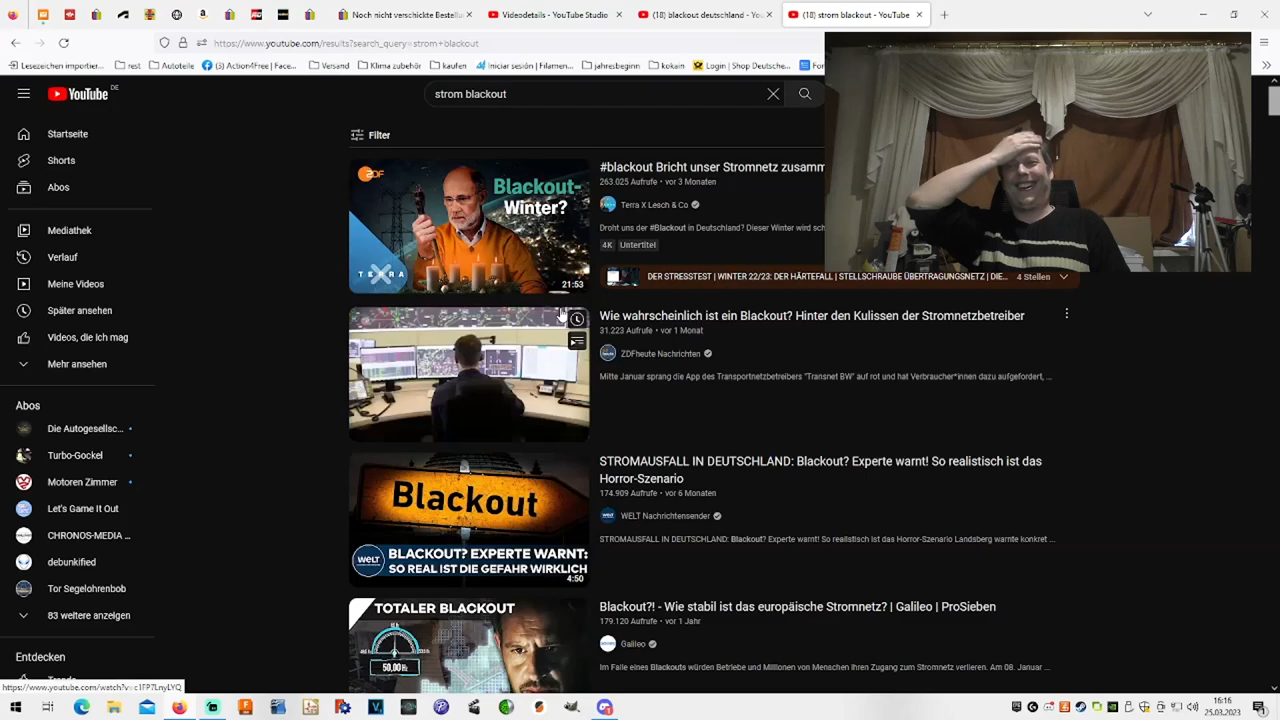 Noch nicht verschickte Bestellu...
Videodetails - YouTube Studio
(18) blackout deutschland - You
(18) strom blackout - YouTube
https://www.youtube.com/results?search_query=strom+blackout
Lesezeichen importier...
rest
Autoteile
(3) Action4Free | Face...
Versand
Klima zubehör
kaufen
Iniciar sesión | Filament...
jahresbeginn
kokain
Login | Shop Deutsche...
YouTube DE
strom blackout
Startseite
Shorts
Abos
Mediathek
Verlauf
Meine Videos
Später ansehen
Videos, die ich mag
Mehr ansehen
Abos
Die Autogesellsc...
Turbo-Gockel
Motoren Zimmer
Let's Game It Out
CHRONOS-MEDIA ...
debunkified
Tor Segelohrenbob
83 weitere anzeigen
Entdecken
Filter
ZDF
Blackout-
Winter?
TERRA X
21:53
#blackout Bricht unser Stromnetz zusamm
263.025 Aufrufe • vor 3 Monaten
Terra X Lesch & Co
Droht uns der #Blackout in Deutschland? Dieser Winter wird sch
4K Untertitel
DER STRESSTEST | WINTER 22/23: DER HÄRTEFALL | STELLSCHRAUBE ÜBERTRAGUNGSNETZ | DIE... 4 Stellen
Wie wahrscheinlich ist ein Blackout? Hinter den Kulissen der Stromnetzbetreiber
31.223 Aufrufe • vor 1 Monat
ZDFheute Nachrichten
Mitte Januar sprang die App des Transportnetzbetreibers "Transnet BW" auf rot und hat Verbraucher*innen dazu aufgefordert, ...
Blackout
welt
BLACKOUT? EXPERTE WARNT:
SO REAL IST DIE GEFAHR WIRKLICH
4:50
STROMAUSFALL IN DEUTSCHLAND: Blackout? Experte warnt! So realistisch ist das
Horror-Szenario
174.909 Aufrufe • vor 6 Monaten
WELT Nachrichtensender
STROMAUSFALL IN DEUTSCHLAND: Blackout? Experte warnt! So realistisch ist das Horror-Szenario Landsberg warnte konkret ...
TOTALER BLACKOUT
50,00 Hz
Blackout?! - Wie stabil ist das europäische Stromnetz? | Galileo | ProSieben
179.120 Aufrufe • vor 1 Jahr
Galileo
Im Falle eines Blackouts würden Betriebe und Millionen von Menschen ihren Zugang zum Stromnetz verlieren. Am 08. Januar ...
16:16
25.03.2023